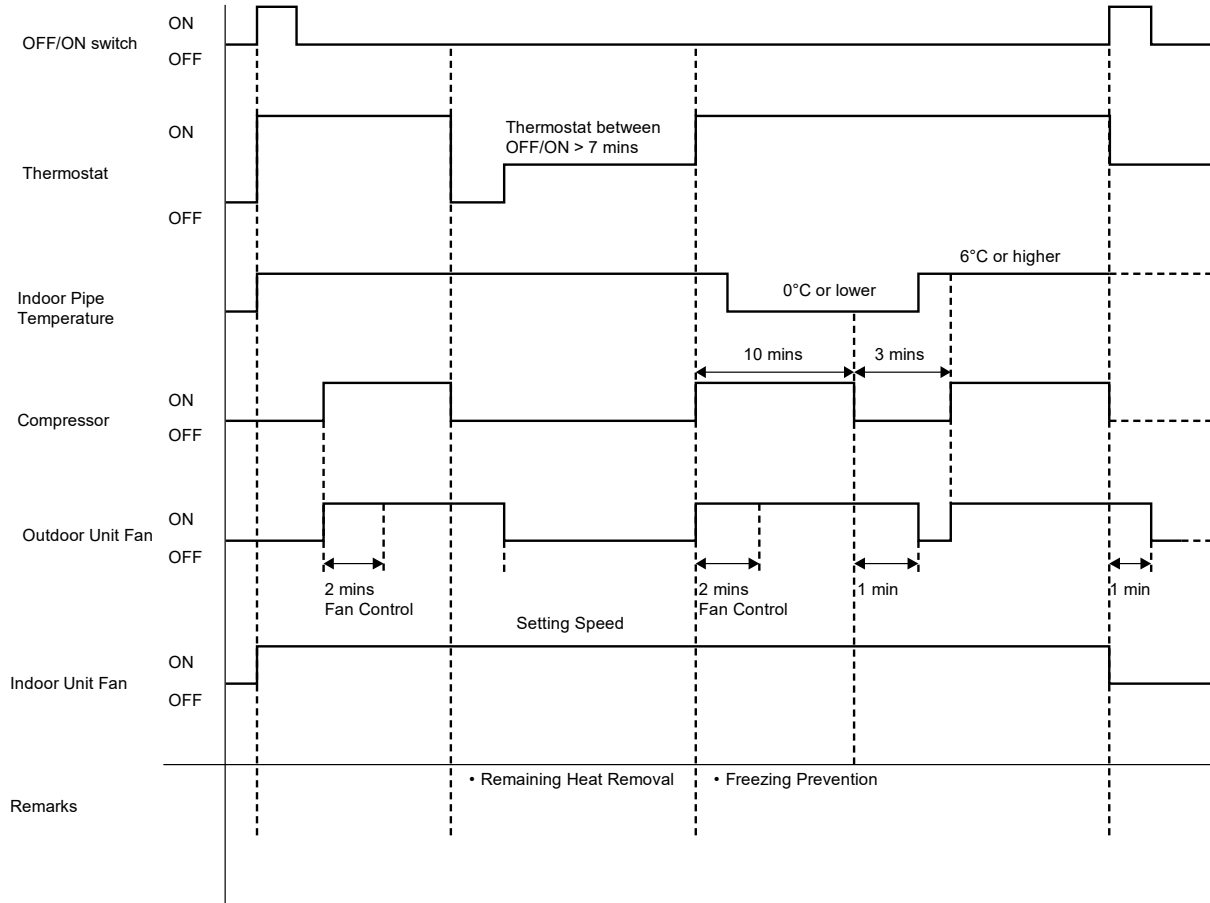 ON
OFF/ON switch
OFF
Thermostat between
OFF/ON > 7 mins
ON
Thermostat
OFF
6°C or higher
0°C or lower
Indoor Pipe
Temperature
10 mins
3 mins
ON
Compressor
OFF
ON
Outdoor Unit Fan
OFF
2 mins
Fan Control
2 mins
Fan Control
1 min
1 min
Setting Speed
ON
Indoor Unit Fan
OFF
• Remaining Heat Removal
• Freezing Prevention
Remarks